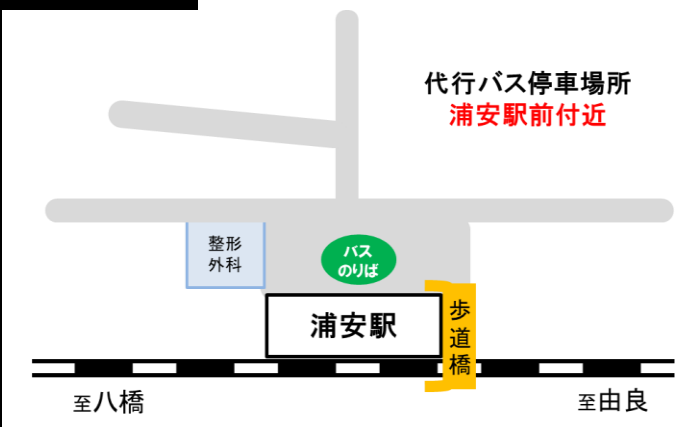 代行バス停車場所
浦安駅前付近
整形
外科
バス
のりば
浦安駅
歩道橋
至八橋
至由良